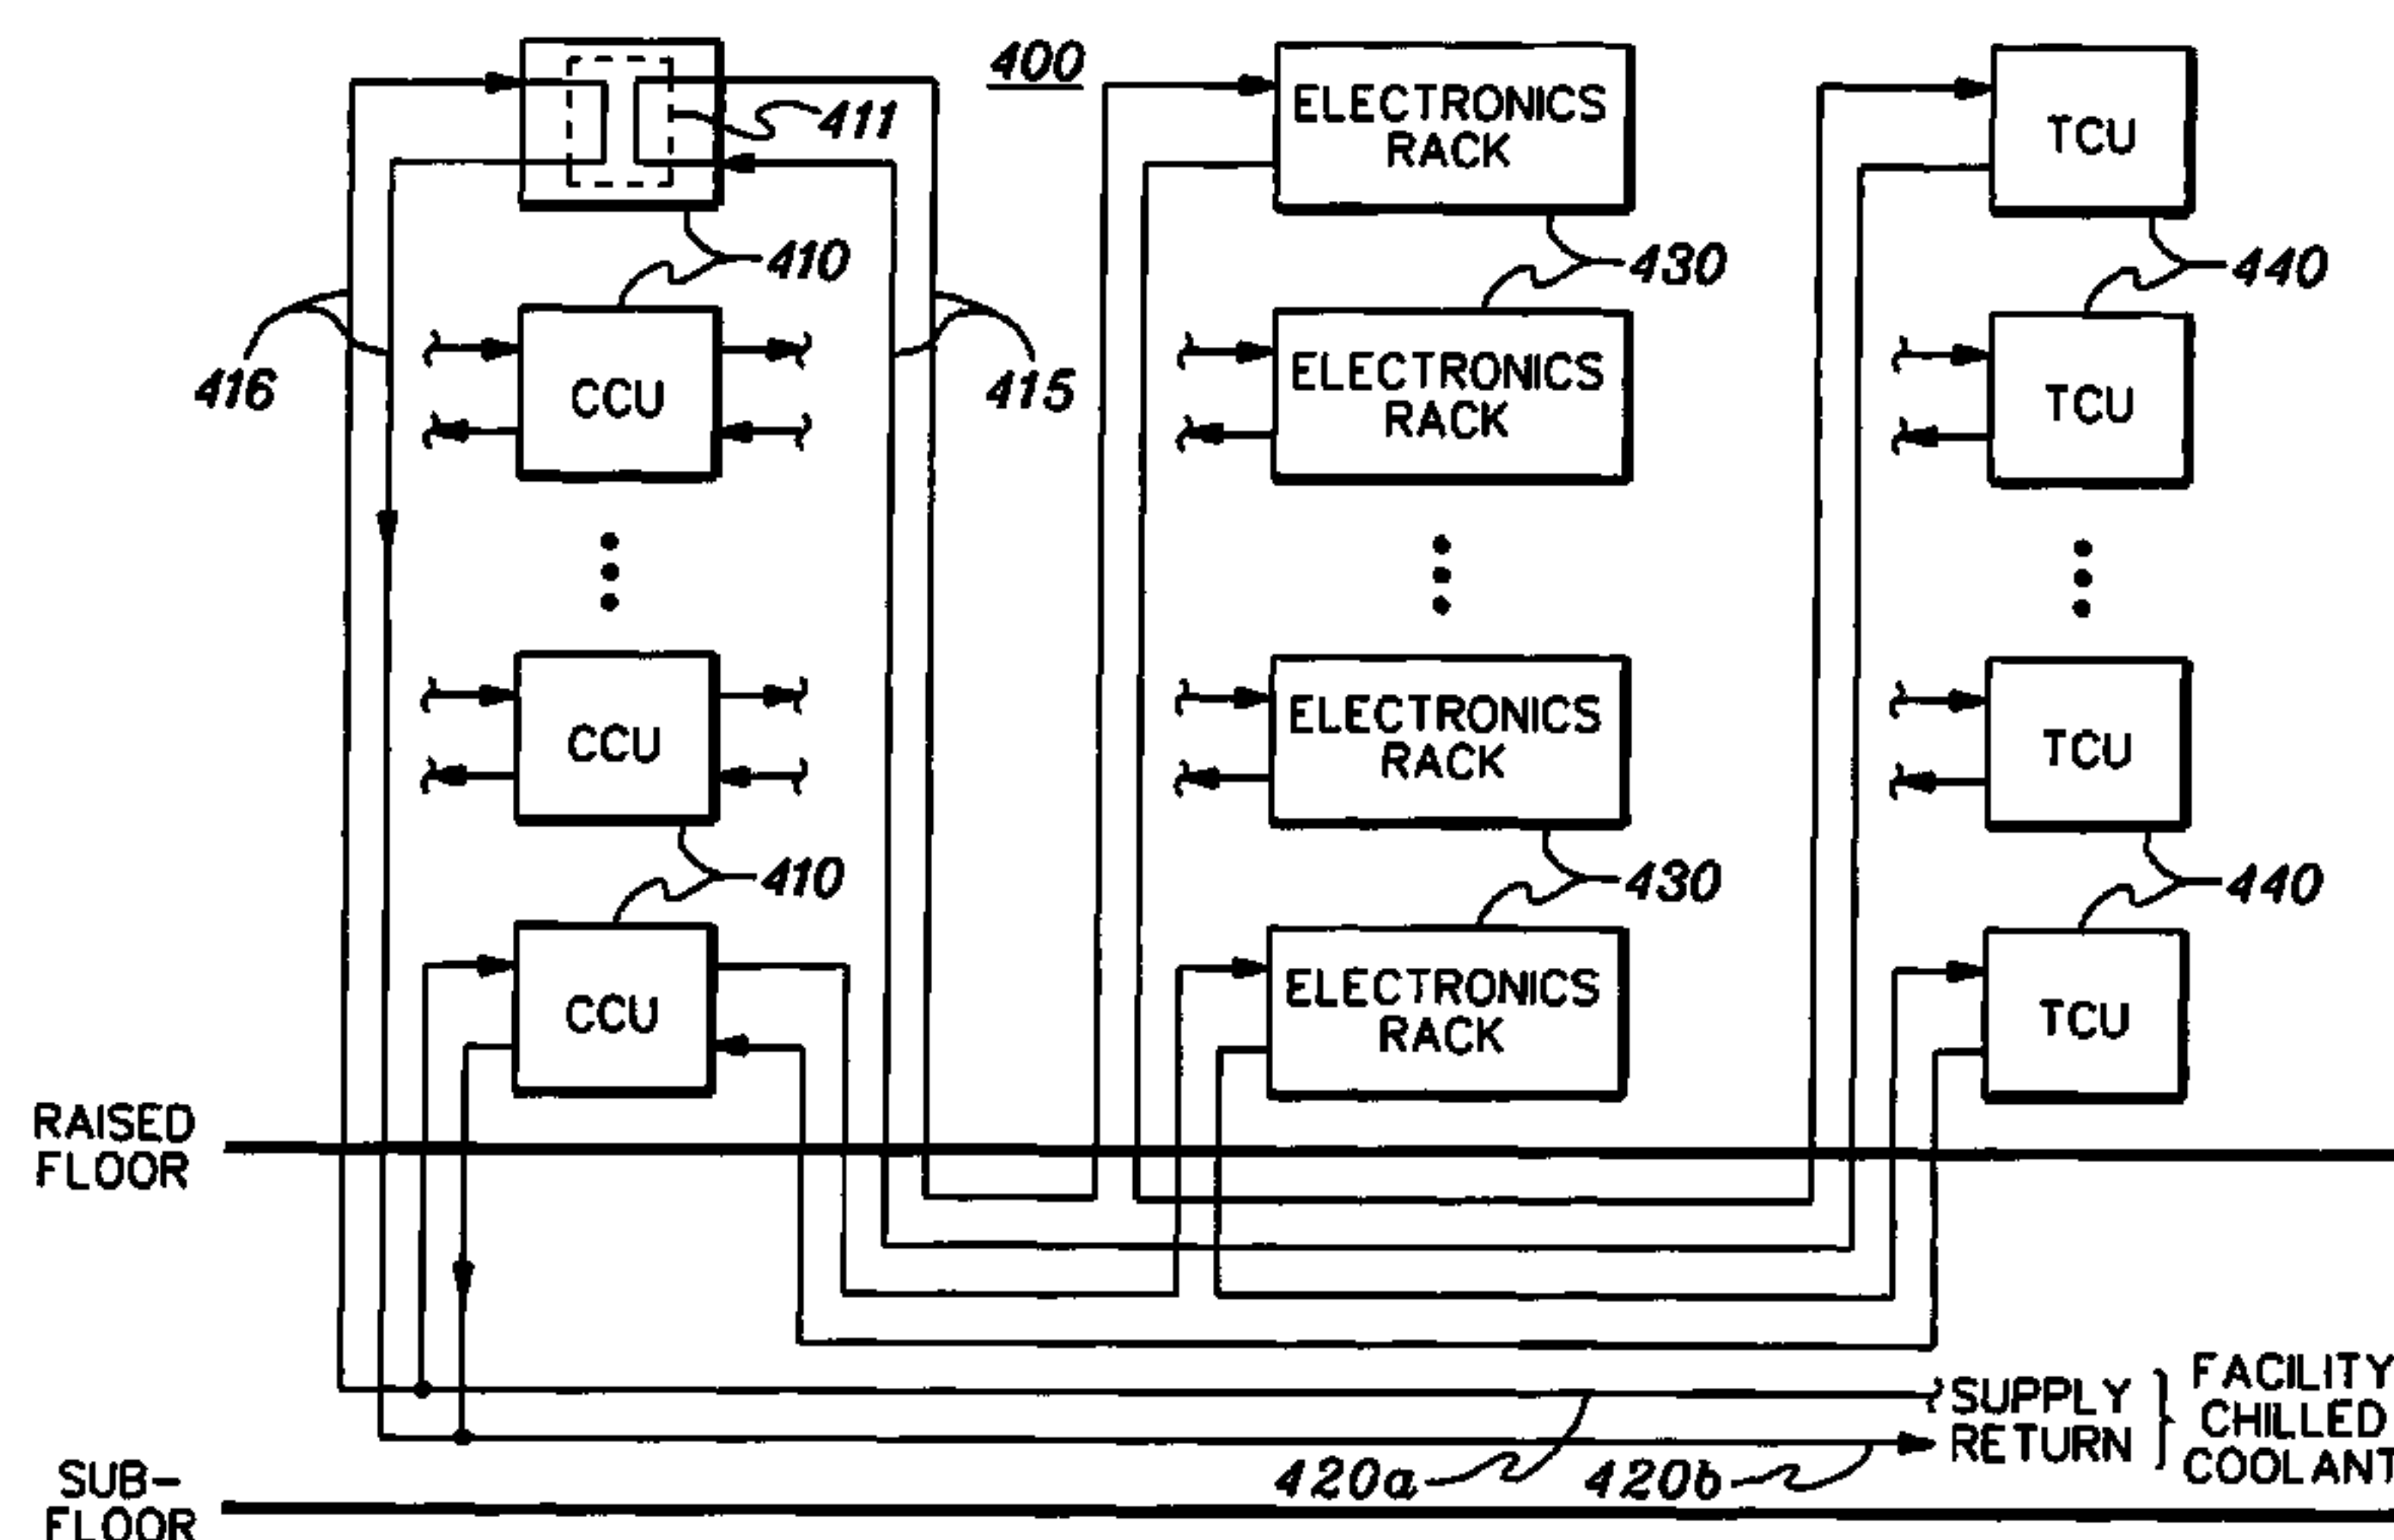 400
411
ELECTRONICS
RACK
TCU
410
430
440
416
415
CCU
ELECTRONICS
RACK
TCU
CCU
ELECTRONICS
RACK
TCU
410
430
440
CCU
ELECTRONICS
RACK
TCU
RAISED
FLOOR
SUPPLY
RETURN
FACILITY
CHILLED
COOLANT
420a
420b
SUB-
FLOOR